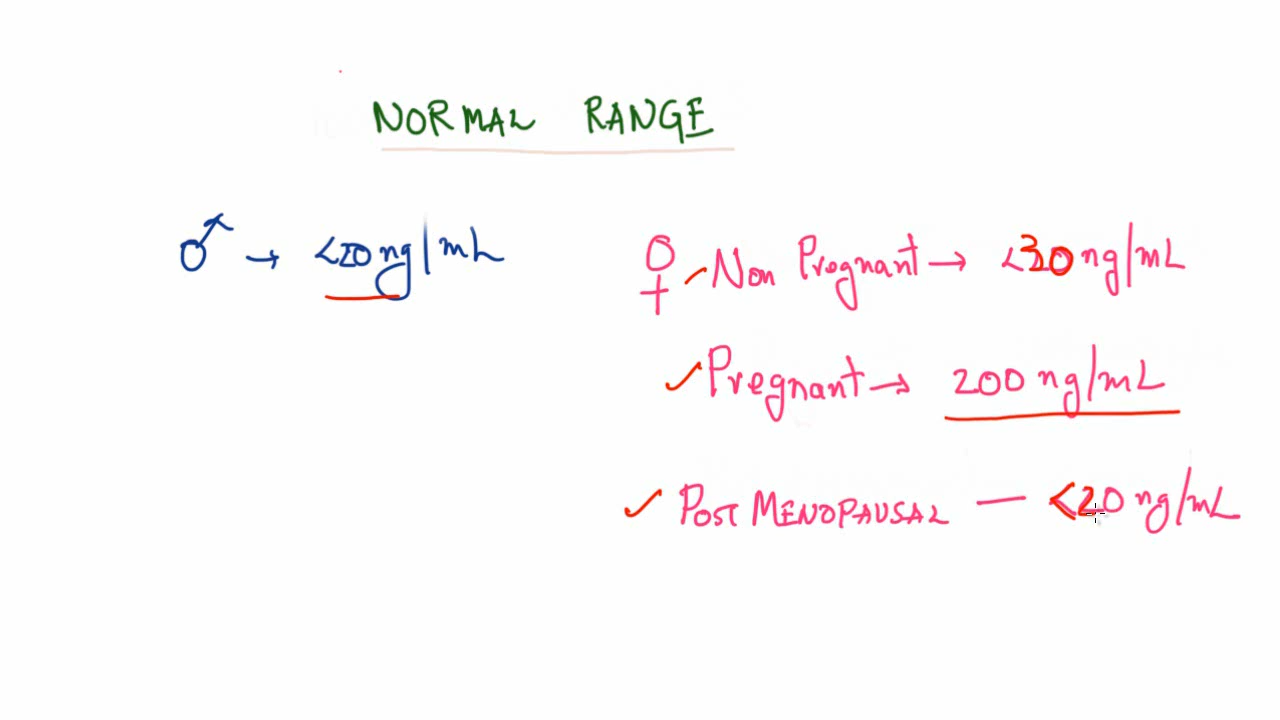 NORMAL RANGE
♂ → <20 ng/mL
♀ Non Pregnant → <30 ng/mL
Pregnant → 200 ng/mL
POST MENOPAUSAL — <20 ng/mL